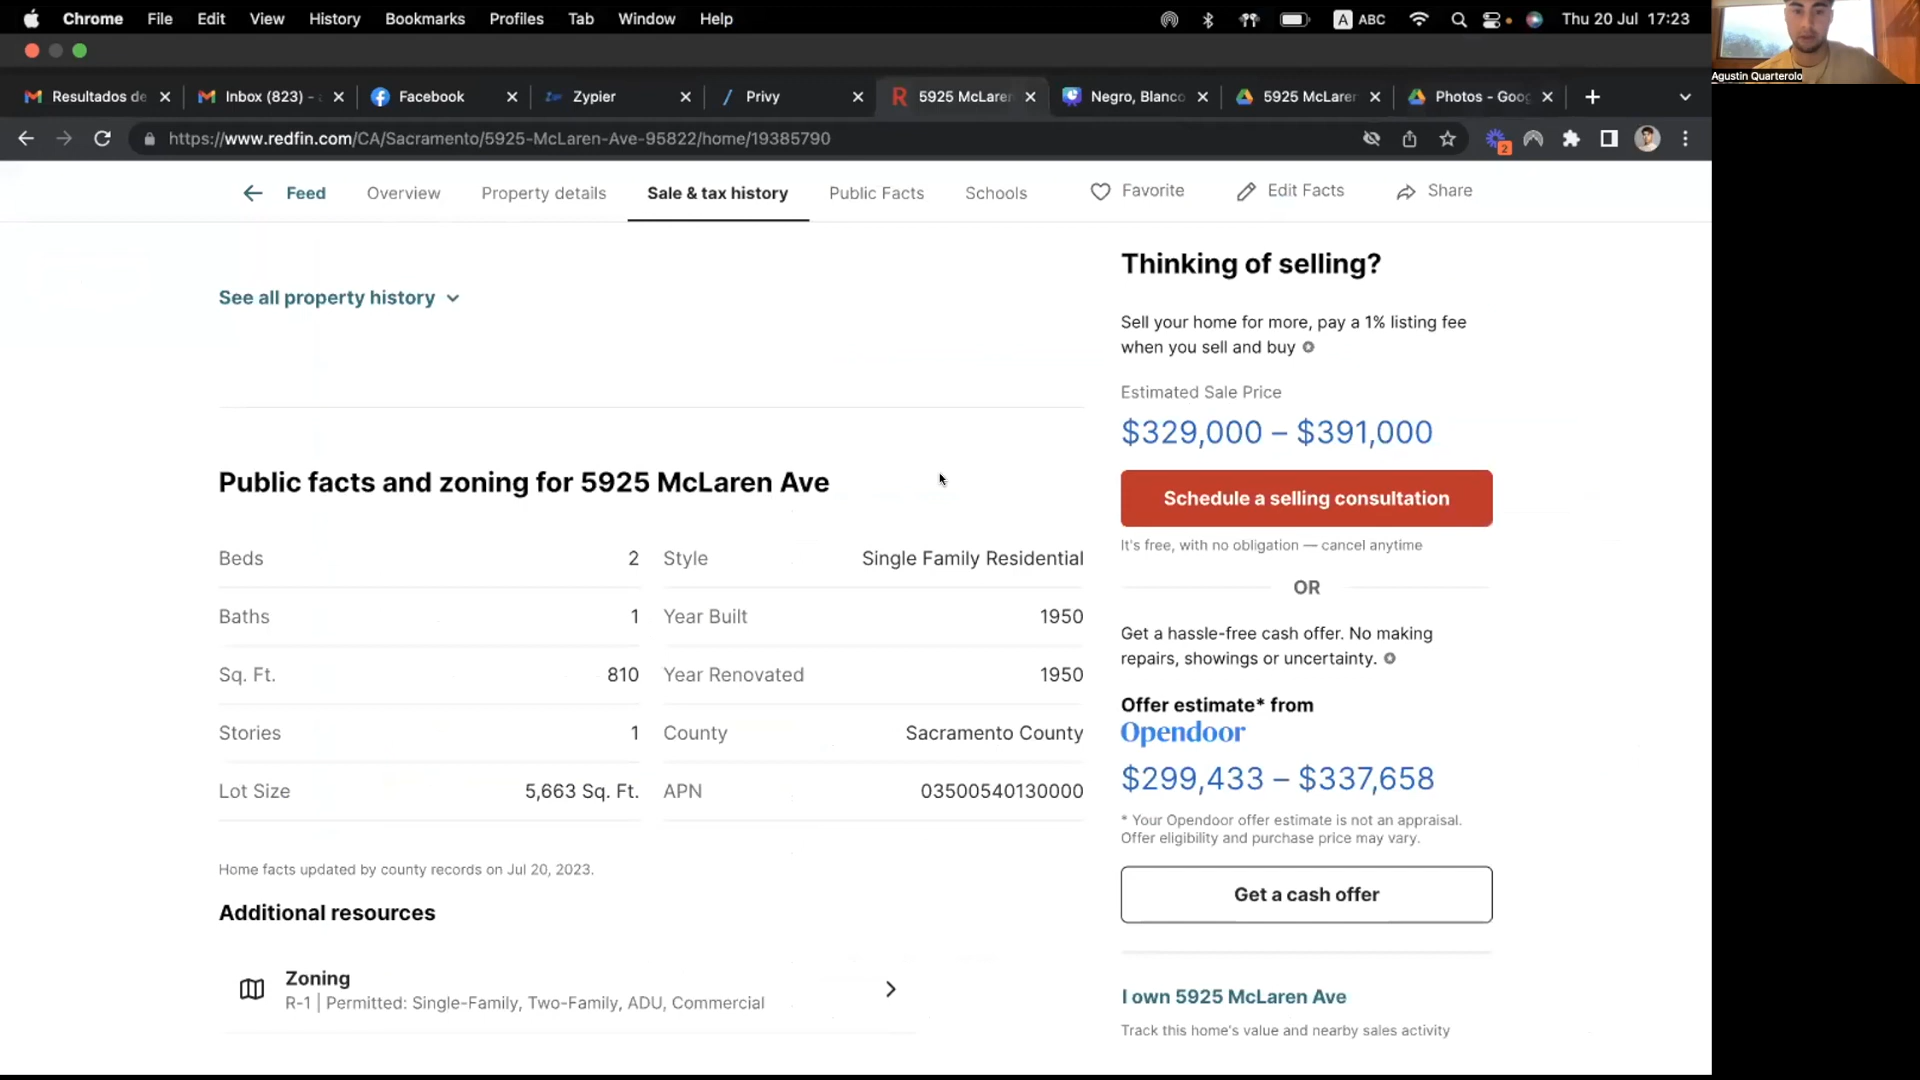 Chrome File Edit View History Bookmarks Profiles Tab Window Help A ABC Thu 20 Jul 17:23
Resultados de Inbox (823) - Facebook Zypier Privy 5925 McLaren Negro, Blanco 5925 McLaren Photos - Goog
https://www.redfin.com/CA/Sacramento/5925-McLaren-Ave-95822/home/19385790 2
Agustin Quarterolo
Feed Overview Property details Sale & tax history Public Facts Schools Favorite Edit Facts Share
See all property history
Public facts and zoning for 5925 McLaren Ave
Beds 2 Style Single Family Residential
Baths 1 Year Built 1950
Sq. Ft. 810 Year Renovated 1950
Stories 1 County Sacramento County
Lot Size 5,663 Sq. Ft. APN 03500540130000
Home facts updated by county records on Jul 20, 2023.
Additional resources
Zoning
R-1 | Permitted: Single-Family, Two-Family, ADU, Commercial
Thinking of selling?
Sell your home for more, pay a 1% listing fee
when you sell and buy
Estimated Sale Price
$329,000 – $391,000
Schedule a selling consultation
It's free, with no obligation — cancel anytime
OR
Get a hassle-free cash offer. No making
repairs, showings or uncertainty.
Offer estimate* from
Opendoor
$299,433 – $337,658
* Your Opendoor offer estimate is not an appraisal.
Offer eligibility and purchase price may vary.
Get a cash offer
I own 5925 McLaren Ave
Track this home's value and nearby sales activity